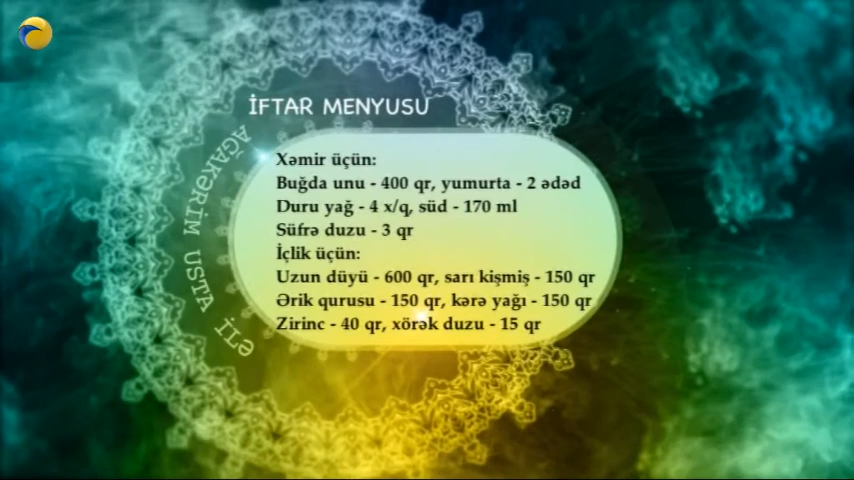 İFTAR MENYUSU
AĞAKƏRİM USTA
ƏTİ
Xəmir üçün:
Buğda unu - 400 qr, yumurta - 2 ədəd
Duru yağ - 4 x/q, süd - 170 ml
Süfrə duzu - 3 qr
İçlik üçün:
Uzun düyü - 600 qr, sarı kişmiş - 150 qr
Ərik qurusu - 150 qr, kərə yağı - 150 qr
Zirinc - 40 qr, xörək duzu - 15 qr